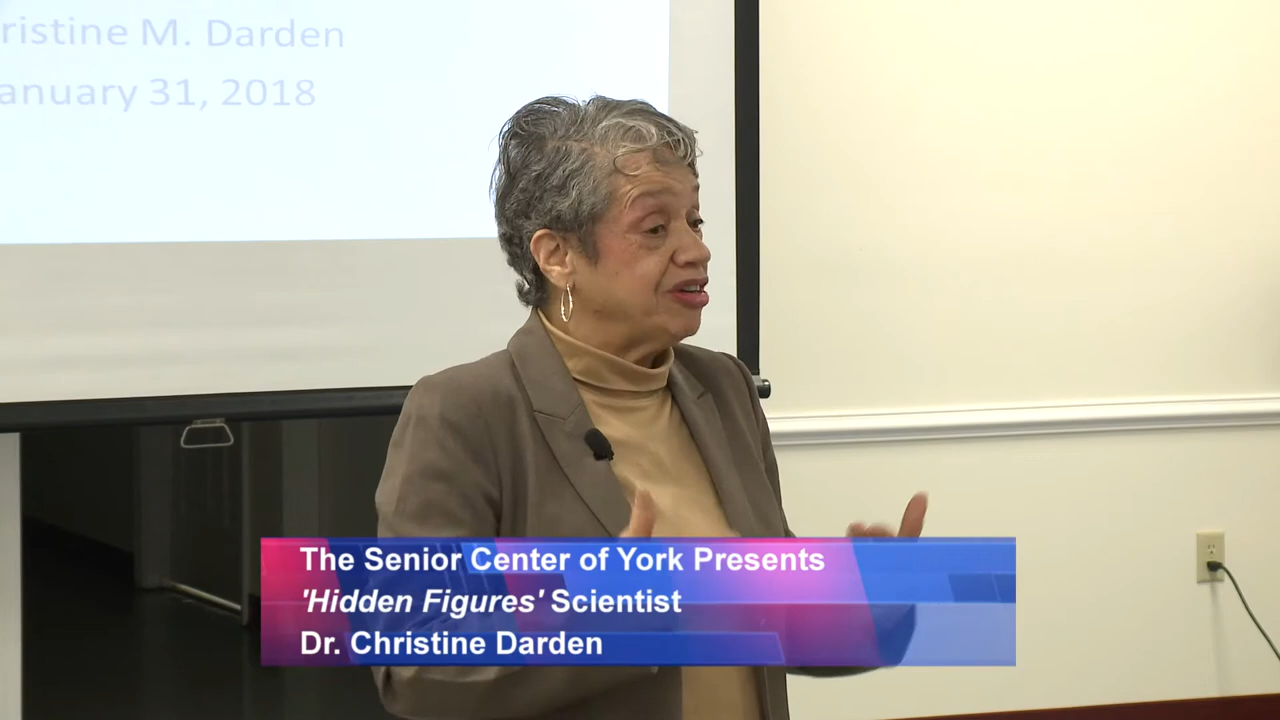 ristine M. Darden
anuary 31, 2018
The Senior Center of York Presents
'Hidden Figures' Scientist
Dr. Christine Darden